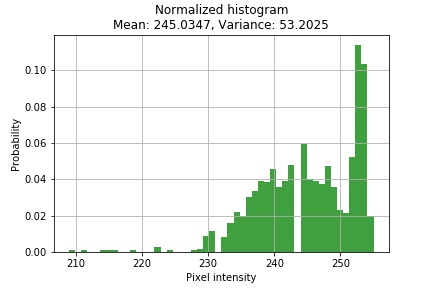 Normalized histogram
Mean: 245.0347, Variance: 53.2025
0.10
0.08
0.06
0.04
0.02
0.00
Probability
210 220 230 240 250
Pixel intensity